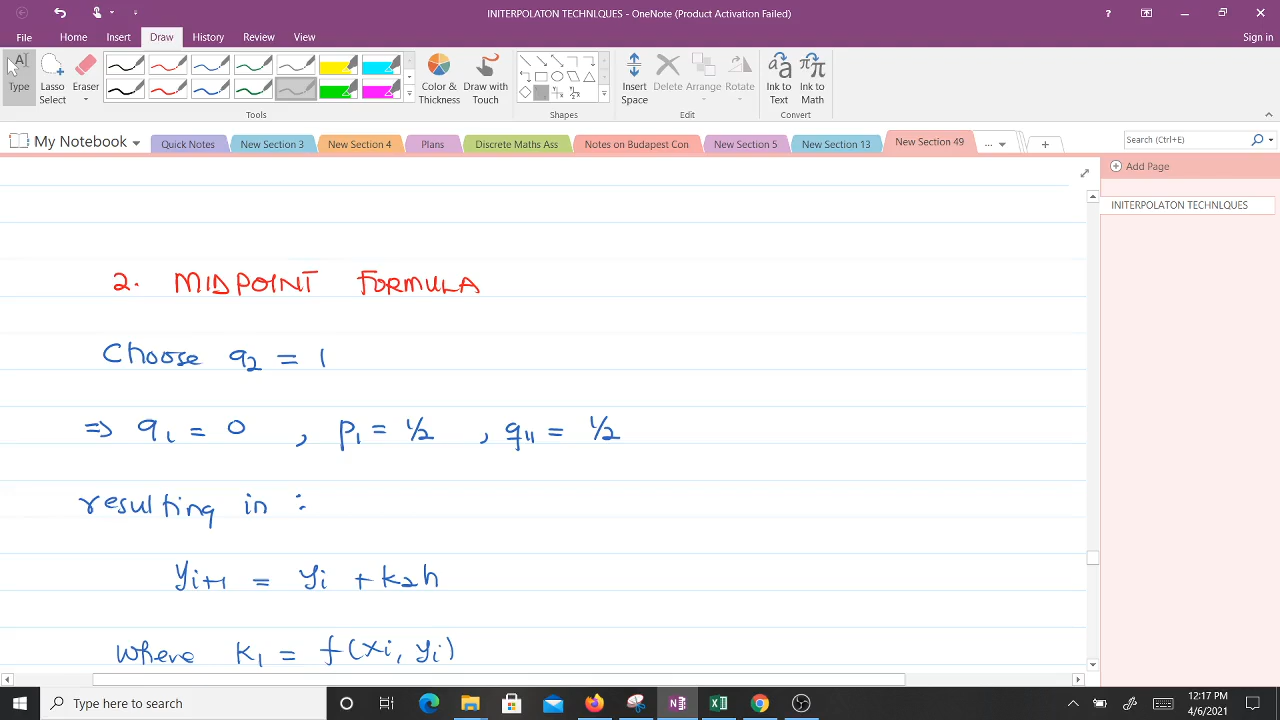 INITERPOLATON TECHNLQUES - OneNote (Product Activation Failed)
File Home Insert Draw History Review View
Sign in
Type Lasso Select Eraser
Color & Thickness Draw with Touch
Insert Space Delete Arrange Rotate
Ink to Text Ink to Math
Tools Shapes Edit Convert
My Notebook Quick Notes New Section 3 New Section 4 Plans Discrete Maths Ass Notes on Budapest Con New Section 5 New Section 13 New Section 49 ... Search (Ctrl+E)
Add Page
INITERPOLATON TECHNLQUES
2. MIDPOINT FORMULA
Choose a2 = 1
⇒ a1 = 0 , p1 = 1/2 , q11 = 1/2
resulting in :
yi+1 = yi + k2h
where k1 = f(xi, yi)
Type here to search
12:17 PM
4/6/2021